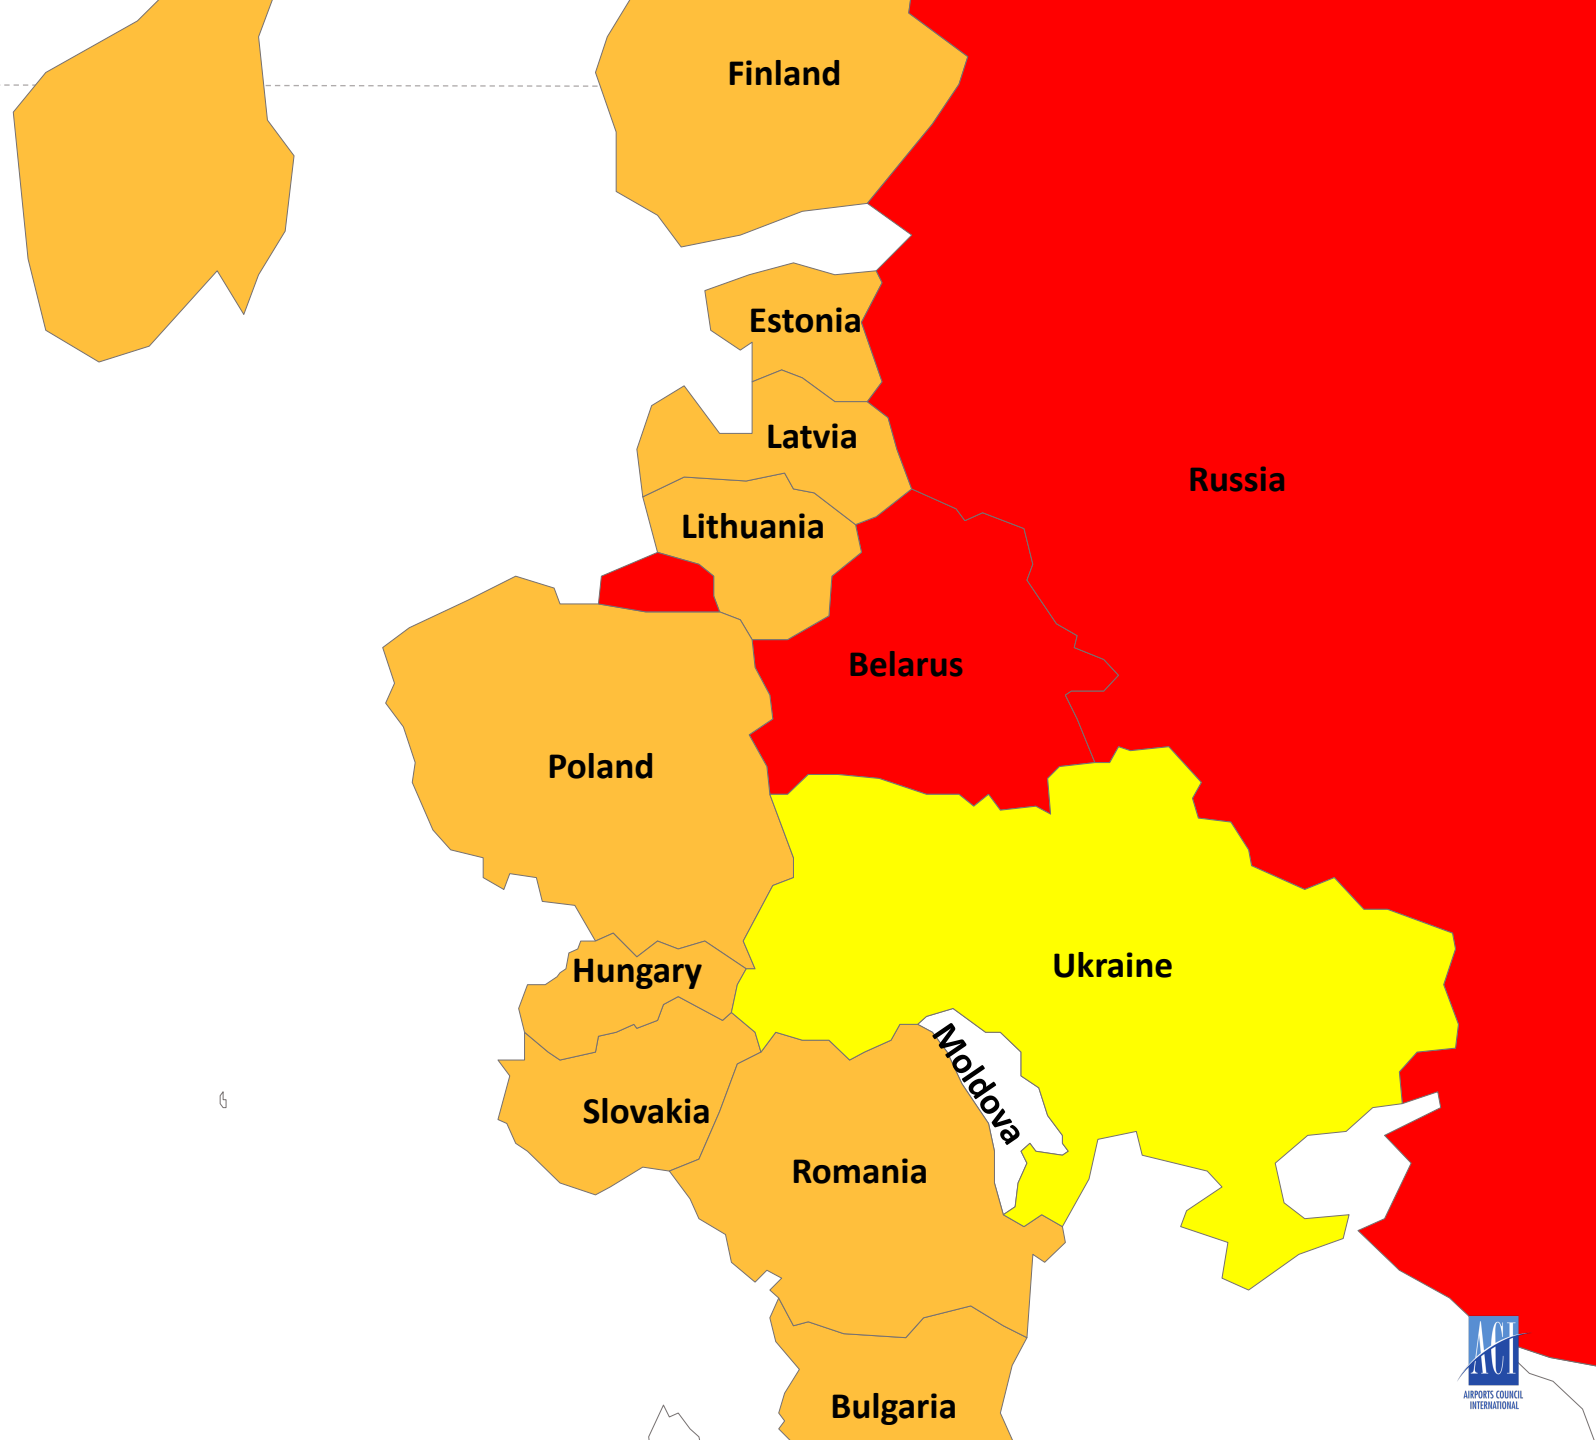 Finland
Estonia
Latvia
Russia
Lithuania
Belarus
Poland
Ukraine
Hungary
Moldova
Slovakia
Romania
ACI
AIRPORTS COUNCIL
INTERNATIONAL
Bulgaria